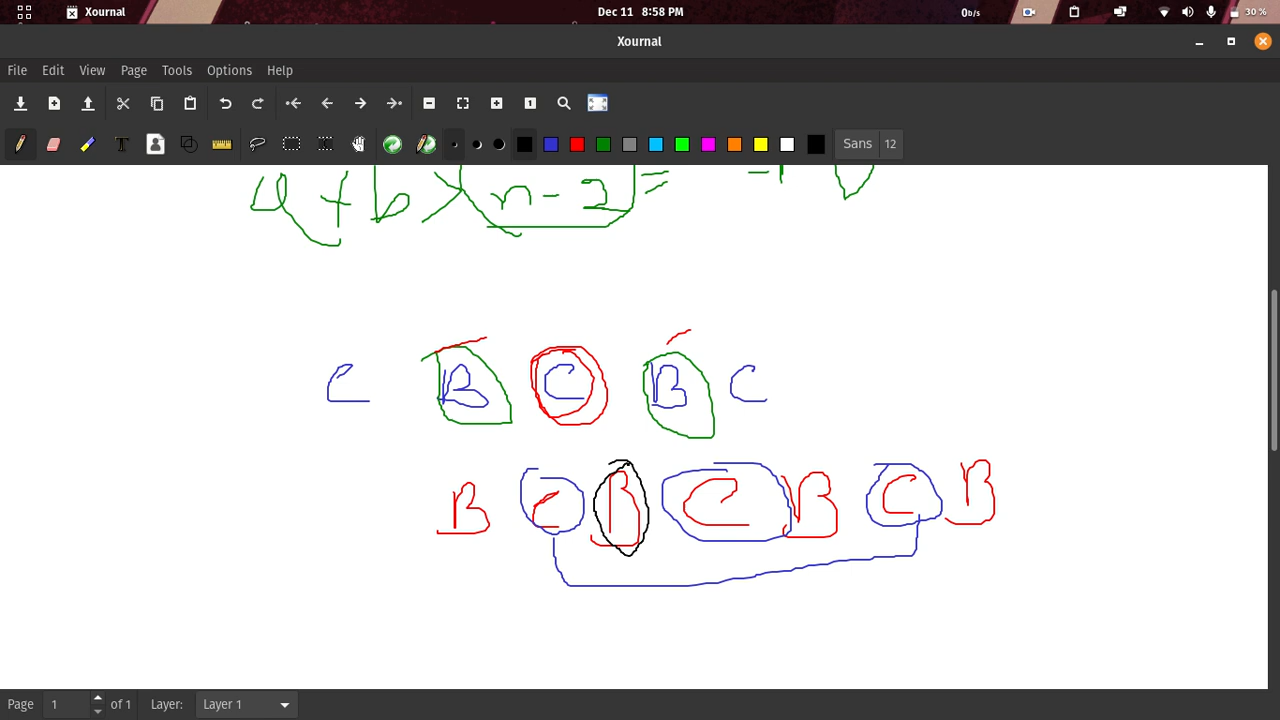 Xournal
Dec 11 8:58 PM
0b/s
30 %
Xournal
File Edit View Page Tools Options Help
Sans 12
a + b > n - 2 =
C B C B C
B C B C B C B
Page 1 of 1 Layer: Layer 1